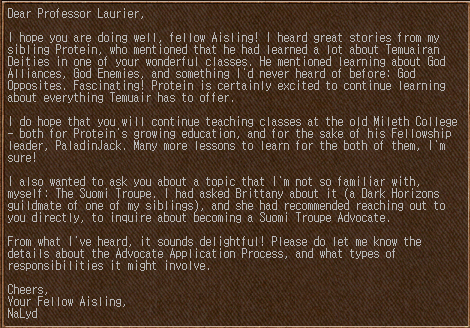 Dear Professor Laurier,
I hope you are doing well, fellow Aisling! I heard great stories from my
sibling Protein, who mentioned that he had learned a lot about Temuairan
Deities in one of your wonderful classes. He mentioned learning about God
Alliances, God Enemies, and something I'd never heard of before: God
Opposites. Fascinating! Protein is certainly excited to continue learning
about everything Temuair has to offer.
I do hope that you will continue teaching classes at the old Mileth College
- both for Protein's growing education, and for the sake of his Fellowship
leader, PaladinJack. Many more lessons to learn for the both of them, I'm
sure!
I also wanted to ask you about a topic that I'm not so familiar with,
myself: The Suomi Troupe. I had asked Brittany about it (a Dark Horizons
guildmate of one of my siblings), and she had recommended reaching out to
you directly, to inquire about becoming a Suomi Troupe Advocate.
From what I've heard, it sounds delightful! Please do let me know the
details about the Advocate Application Process, and what types of
responsibilities it might involve.
Cheers,
Your Fellow Aisling,
NaLyd